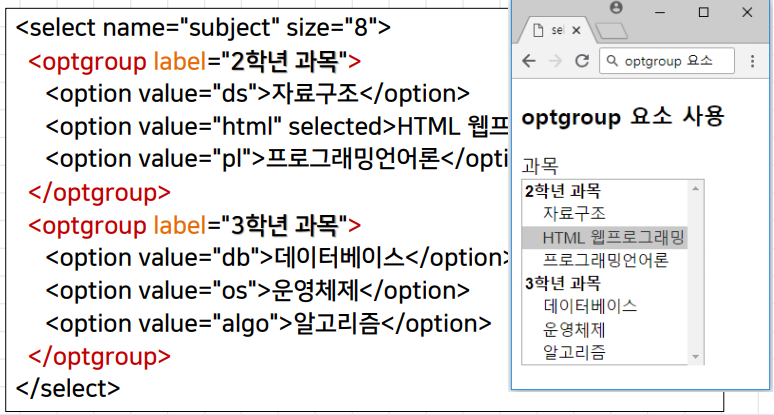 <select name="subject" size="8">
<optgroup label="2학년 과목">
<option value="ds">자료구조</option>
<option value="html" selected>HTML 웹프
<option value="pl">프로그래밍언어론</opti
</optgroup>
<optgroup label="3학년 과목">
<option value="db">데이터베이스</option>
<option value="os">운영체제</option>
<option value="algo">알고리즘</option>
</optgroup>
</select>
sel
optgroup 요소
optgroup 요소 사용
과목
2학년 과목
자료구조
HTML 웹프로그래밍
프로그래밍언어론
3학년 과목
데이터베이스
운영체제
알고리즘